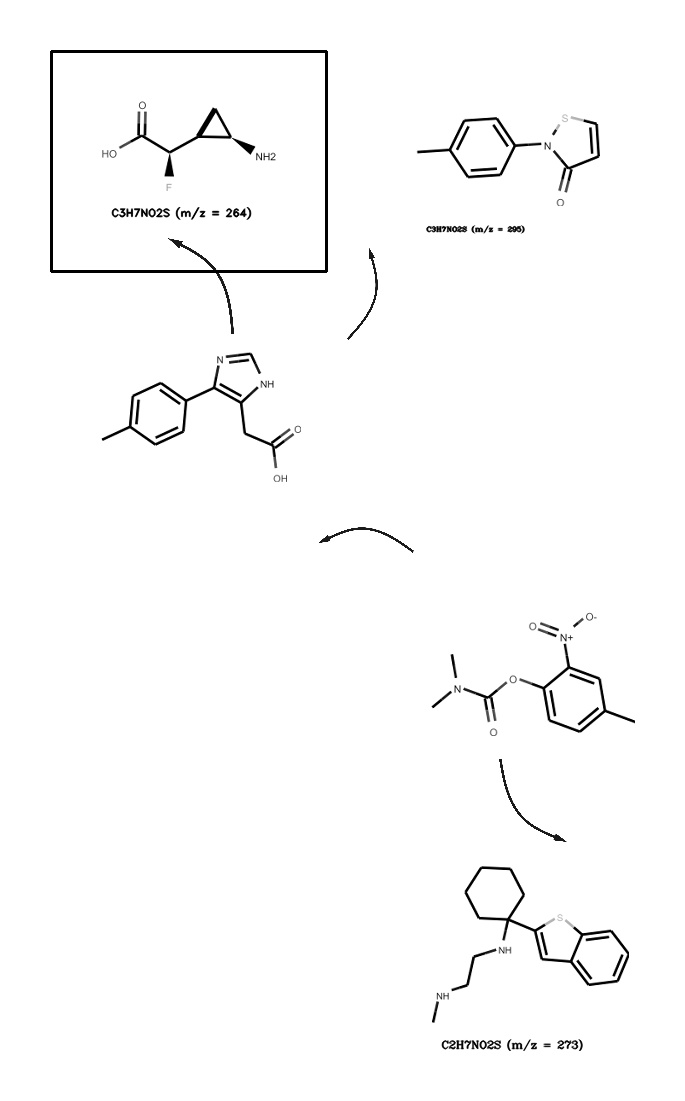 O
HO
NH2
F
C3H7NO2S (m/z = 264)
S
N
O
C3H7NO2S (m/z = 295)
N
NH
O
OH
O
O-
N+
O
N
O
S
NH
NH
C2H7NO2S (m/z = 273)